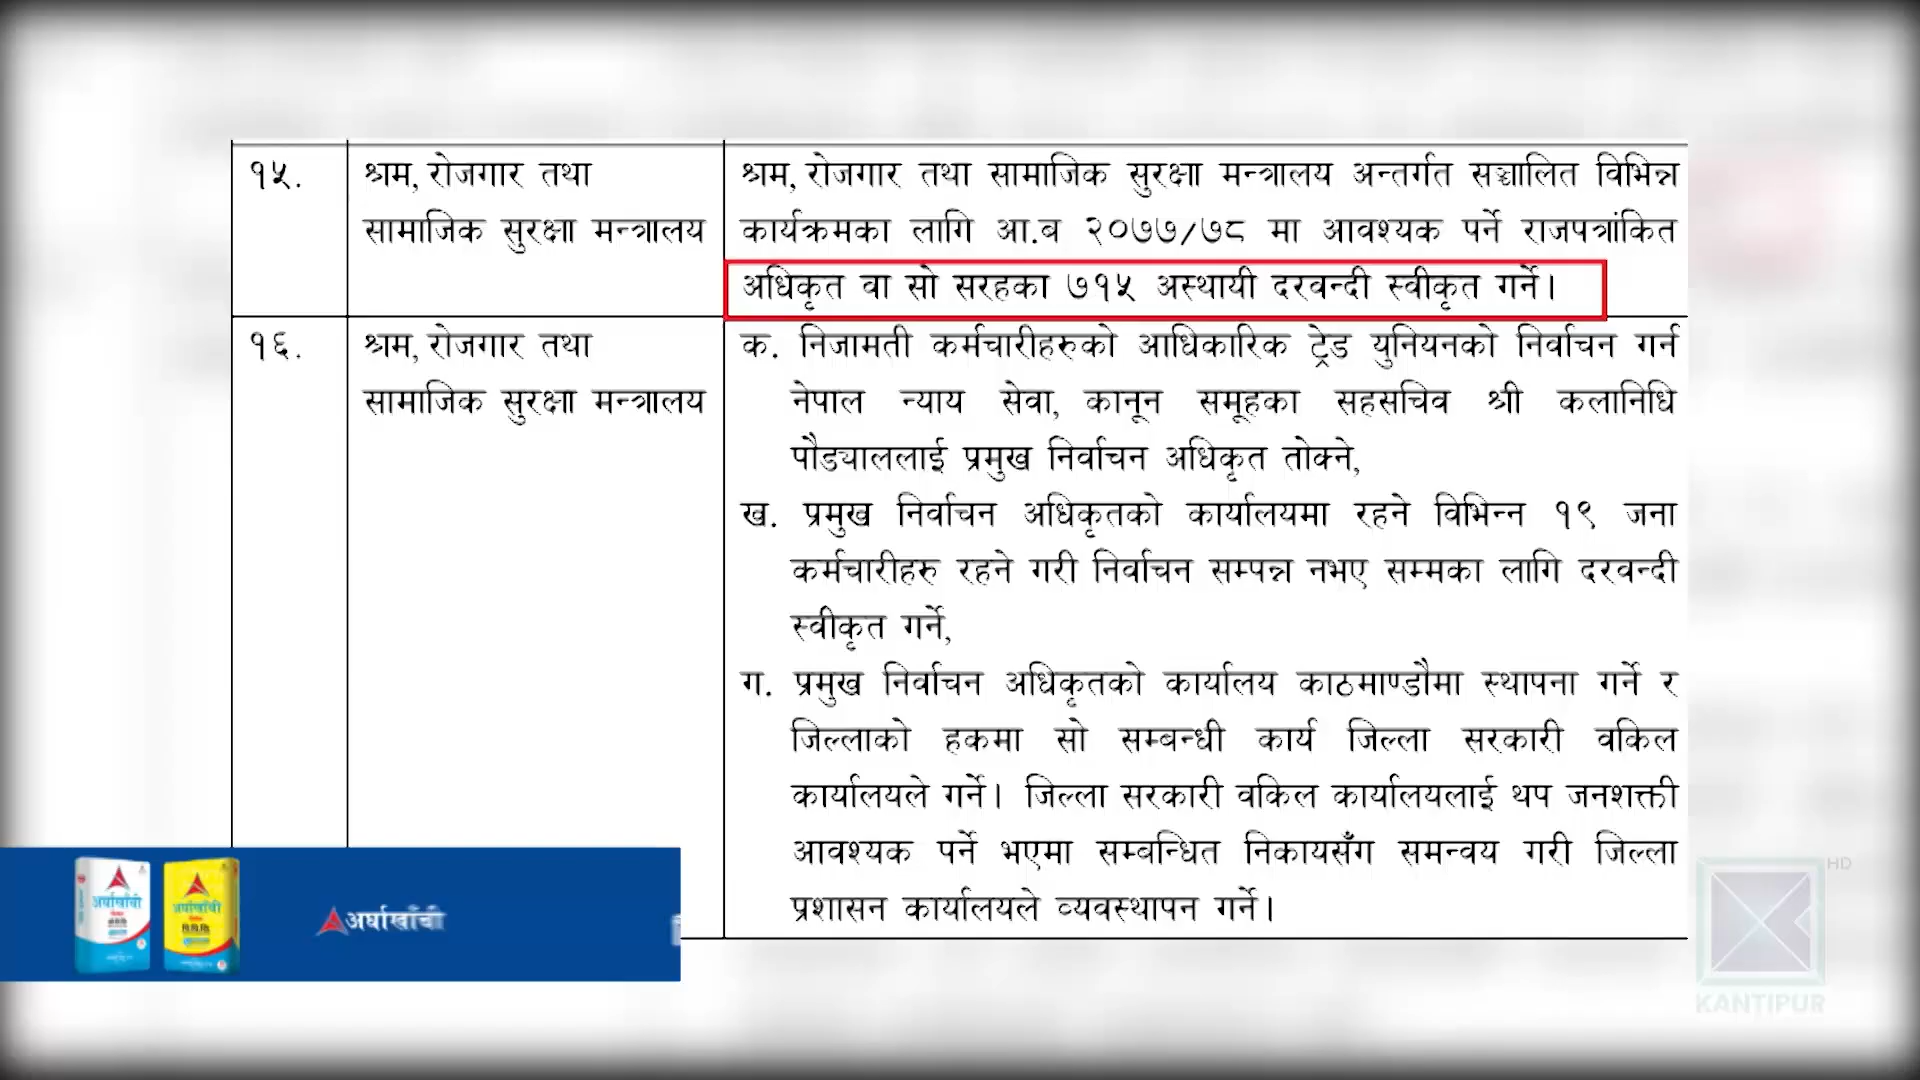 १५.
श्रम, रोजगार तथा
सामाजिक सुरक्षा मन्त्रालय
श्रम, रोजगार तथा सामाजिक सुरक्षा मन्त्रालय अन्तर्गत सञ्चालित विभिन्न
कार्यक्रमका लागि आ.ब २०७७/७८ मा आवश्यक पर्ने राजपत्रांकित
अधिकृत वा सो सरहका ७१५ अस्थायी दरवन्दी स्वीकृत गर्ने।
१६.
श्रम, रोजगार तथा
सामाजिक सुरक्षा मन्त्रालय
क. निजामती कर्मचारीहरुको आधिकारिक ट्रेड युनियनको निर्वाचन गर्न
नेपाल न्याय सेवा, कानून समूहका सहसचिव श्री कलानिधि
पौड्याललाई प्रमुख निर्वाचन अधिकृत तोक्ने,
ख. प्रमुख निर्वाचन अधिकृतको कार्यालयमा रहने विभिन्न १९ जना
कर्मचारीहरु रहने गरी निर्वाचन सम्पन्न नभए सम्मका लागि दरवन्दी
स्वीकृत गर्ने,
ग. प्रमुख निर्वाचन अधिकृतको कार्यालय काठमाण्डौमा स्थापना गर्ने र
जिल्लाको हकमा सो सम्बन्धी कार्य जिल्ला सरकारी वकिल
कार्यालयले गर्ने। जिल्ला सरकारी वकिल कार्यालयलाई थप जनशक्ती
आवश्यक पर्ने भएमा सम्बन्धित निकायसँग समन्वय गरी जिल्ला
प्रशासन कार्यालयले व्यवस्थापन गर्ने।
अर्घाखाँची
अर्घाखाँची
अर्घाखाँची
HD
KANTIPUR